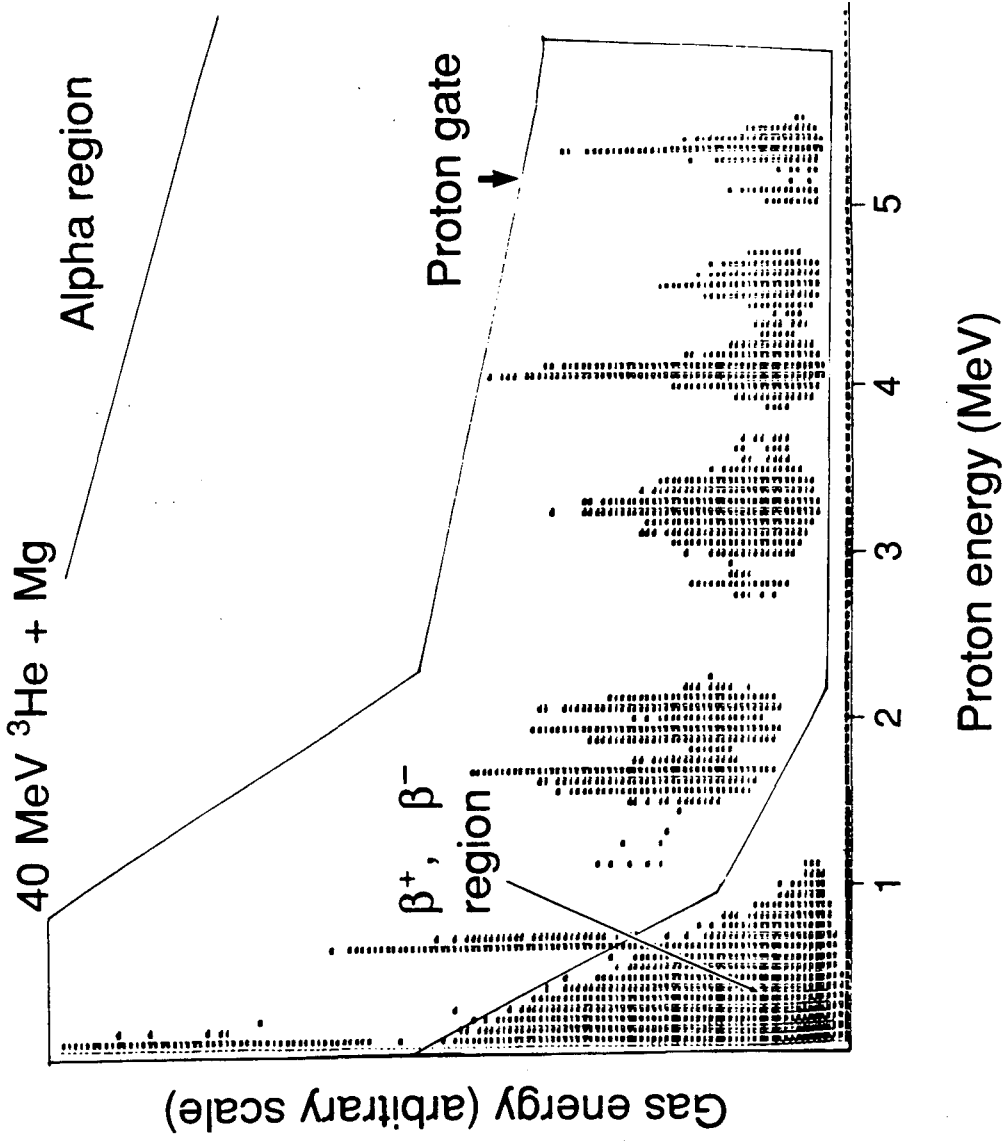 40 MeV ³He + Mg
Alpha region
Proton gate
β⁺, β⁻
region
Gas energy (arbitrary scale)
1 2 3 4 5
Proton energy (MeV)